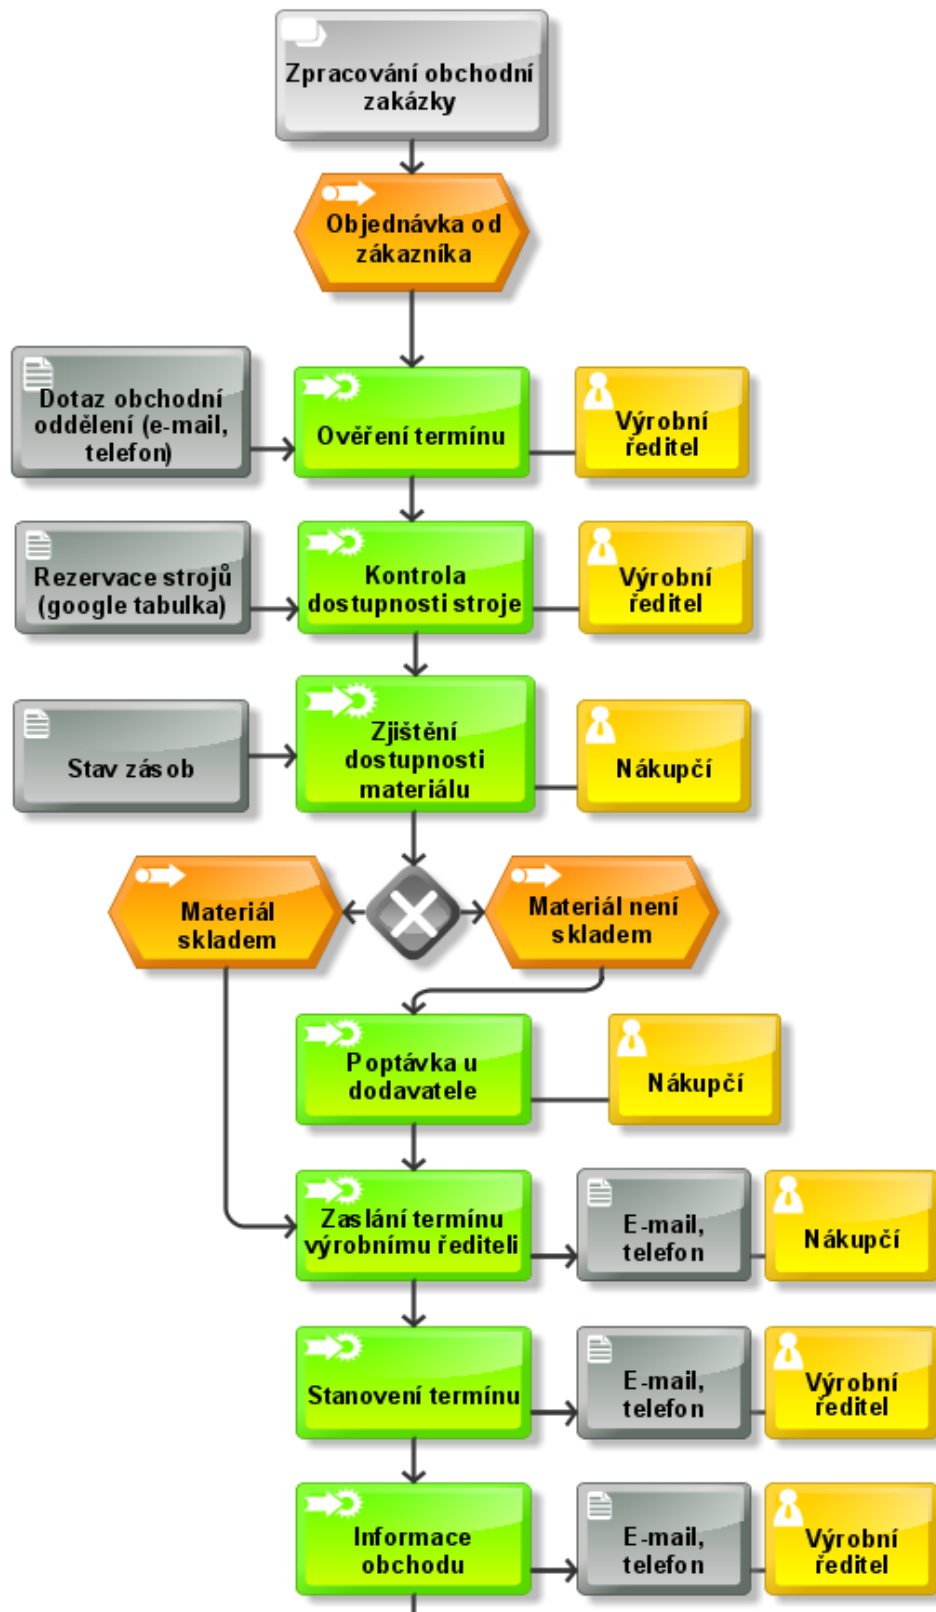 Zpracování obchodní
zakázky
Objednávka od
zákazníka
Dotaz obchodní
oddělení (e-mail,
telefon)
Ověření termínu
Výrobní
ředitel
Rezervace strojů
(google tabulka)
Kontrola
dostupnosti stroje
Výrobní
ředitel
Stav zásob
Zjištění
dostupnosti
materiálu
Nákupčí
Materiál
skladem
Materiál není
skladem
Poptávka u
dodavatele
Nákupčí
Zaslání termínu
výrobnímu řediteli
E-mail,
telefon
Nákupčí
Stanovení termínu
E-mail,
telefon
Výrobní
ředitel
Informace
obchodu
E-mail,
telefon
Výrobní
ředitel